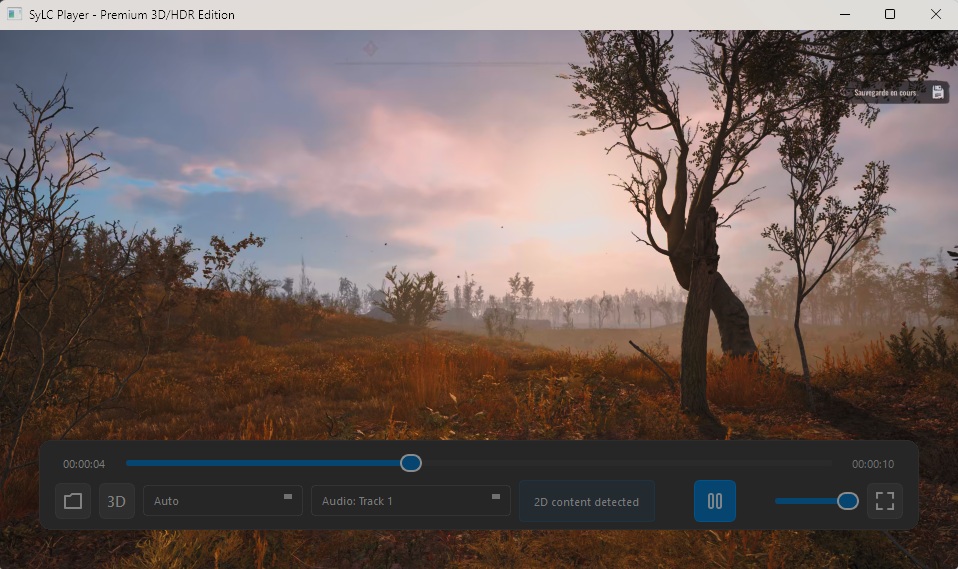 SyLC Player - Premium 3D/HDR Edition
Sauvegarde en cours
00:00:04
00:00:10
3D
Auto
Audio: Track 1
2D content detected